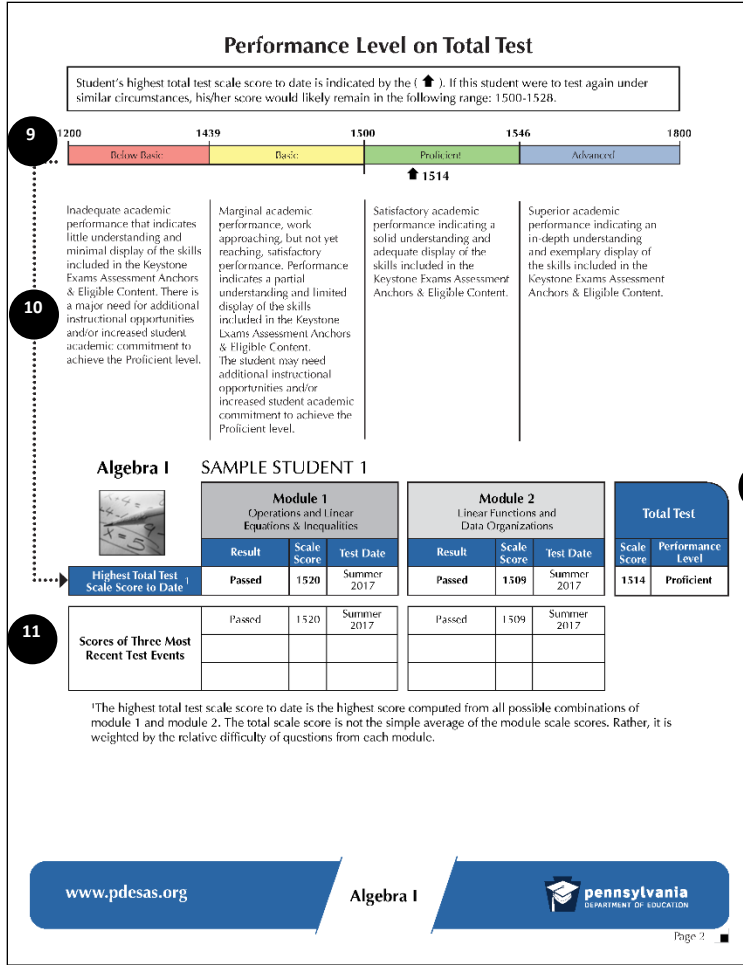 Performance Level on Total Test
Student's highest total test scale score to date is indicated by the ( ⬆ ). If this student were to test again under
similar circumstances, his/her score would likely remain in the following range: 1500-1528.
9
1200 1439 1500 1546 1800
Below Basic Basic Proficient Advanced
⬆ 1514
Inadequate academic
performance that indicates
little understanding and
minimal display of the skills
included in the Keystone
Exams Assessment Anchors
& Eligible Content. There is
a major need for additional
instructional opportunities
and/or increased student
academic commitment to
achieve the Proficient level.
Marginal academic
performance, work
approaching, but not yet
reaching, satisfactory
performance. Performance
indicates a partial
understanding and limited
display of the skills
included in the Keystone
Exams Assessment Anchors
& Eligible Content.
The student may need
additional instructional
opportunities and/or
increased student academic
commitment to achieve the
Proficient level.
Satisfactory academic
performance indicating a
solid understanding and
adequate display of the
skills included in the
Keystone Exams Assessment
Anchors & Eligible Content.
Superior academic
performance indicating an
in-depth understanding
and exemplary display of
the skills included in the
Keystone Exams Assessment
Anchors & Eligible Content.
10
Algebra I SAMPLE STUDENT 1
Module 1
Operations and Linear
Equations & Inequalities
Module 2
Linear Functions and
Data Organizations
Total Test
Result Scale Score Test Date Result Scale Score Test Date Scale Score Performance Level
Highest Total Test
Scale Score to Date 1
Passed 1520 Summer 2017 Passed 1509 Summer 2017 1514 Proficient
11
Scores of Three Most
Recent Test Events
Passed 1520 Summer 2017 Passed 1509 Summer 2017
¹The highest total test scale score to date is the highest score computed from all possible combinations of
module 1 and module 2. The total scale score is not the simple average of the module scale scores. Rather, it is
weighted by the relative difficulty of questions from each module.
www.pdesas.org
Algebra I
pennsylvania
DEPARTMENT OF EDUCATION
Page 2